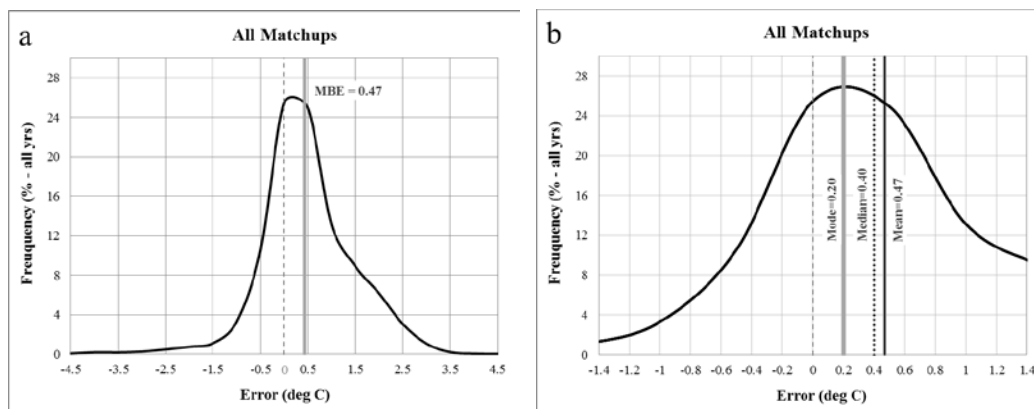 a
All Matchups
MBE = 0.47
Freuquency (% - all yrs)
28
24
20
16
12
8
4
0
-4.5 -3.5 -2.5 -1.5 -0.5 0 0.5 1.5 2.5 3.5 4.5
Error (deg C)
b
All Matchups
Freuquency (% - all yrs)
28
24
20
16
12
8
4
0
Mode=0.20
Median=0.40
Mean=0.47
-1.4 -1.2 -1 -0.8 -0.6 -0.4 -0.2 0 0.2 0.4 0.6 0.8 1 1.2 1.4
Error (deg C)